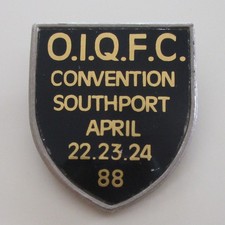 O.I.Q.F.C.
CONVENTION
SOUTHPORT
APRIL
22.23.24
88